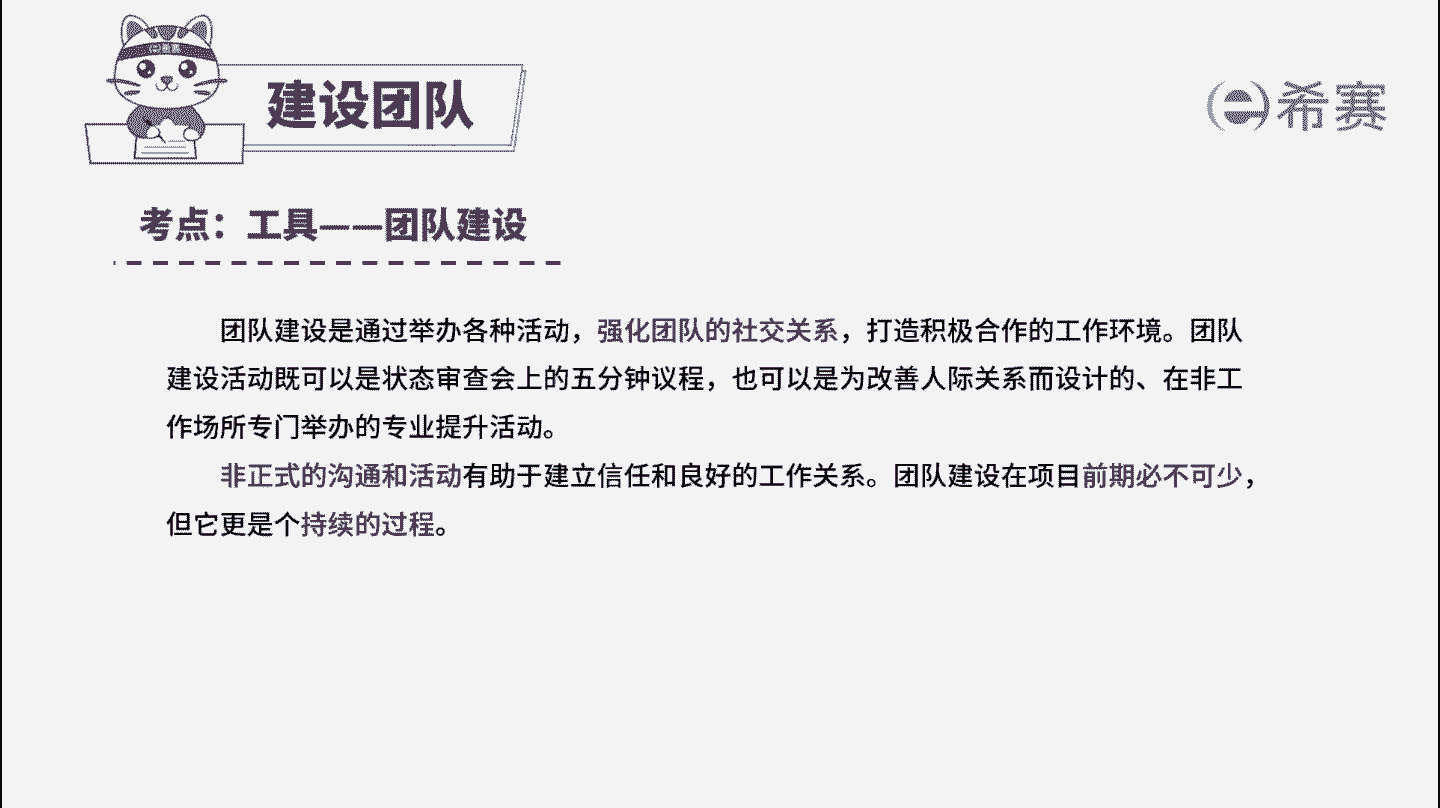 建设团队
希赛
考点：工具——团队建设
团队建设是通过举办各种活动，强化团队的社交关系，打造积极合作的工作环境。团队
建设活动既可以是状态审查会上的五分钟议程，也可以是为改善人际关系而设计的、在非工
作场所专门举办的专业提升活动。
非正式的沟通和活动有助于建立信任和良好的工作关系。团队建设在项目前期必不可少，
但它更是个持续的过程。